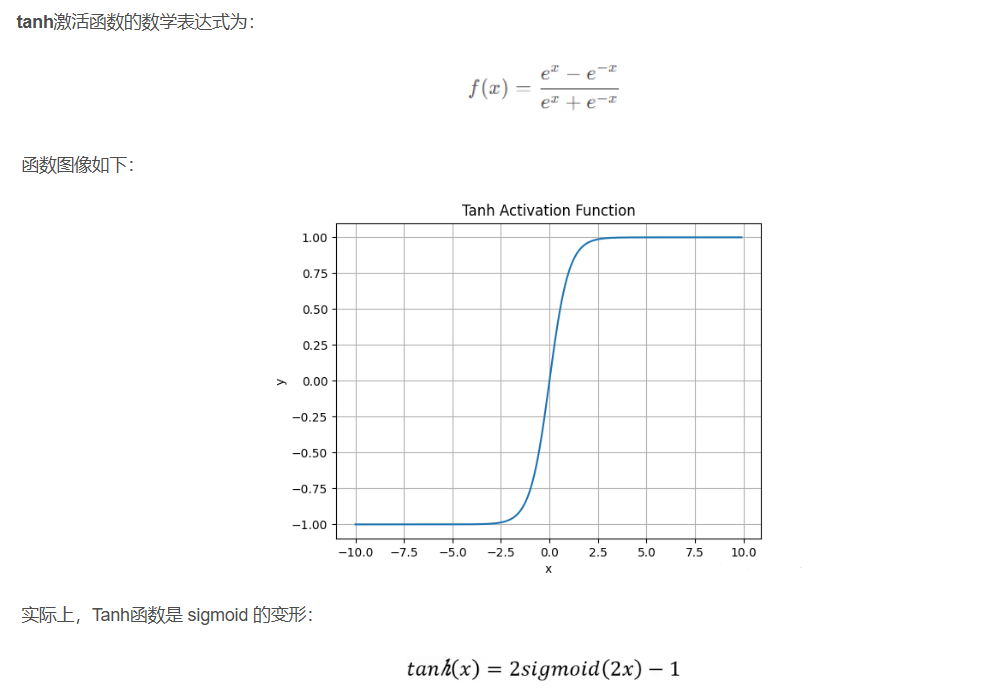 tanh激活函数的数学表达式为：
f(x) = \frac{e^x − e^{−x}}{e^x + e^{−x}}
函数图像如下：
Tanh Activation Function
1.00
0.75
0.50
0.25
0.00
−0.25
−0.50
−0.75
−1.00
y
−10.0 −7.5 −5.0 −2.5 0.0 2.5 5.0 7.5 10.0
x
实际上，Tanh函数是 sigmoid 的变形：
tanh(x) = 2sigmoid(2x) − 1